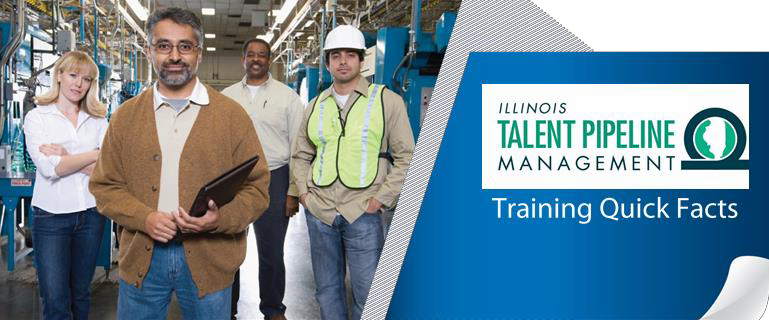 ILLINOIS
TALENT PIPELINE
MANAGEMENT
Training Quick Facts